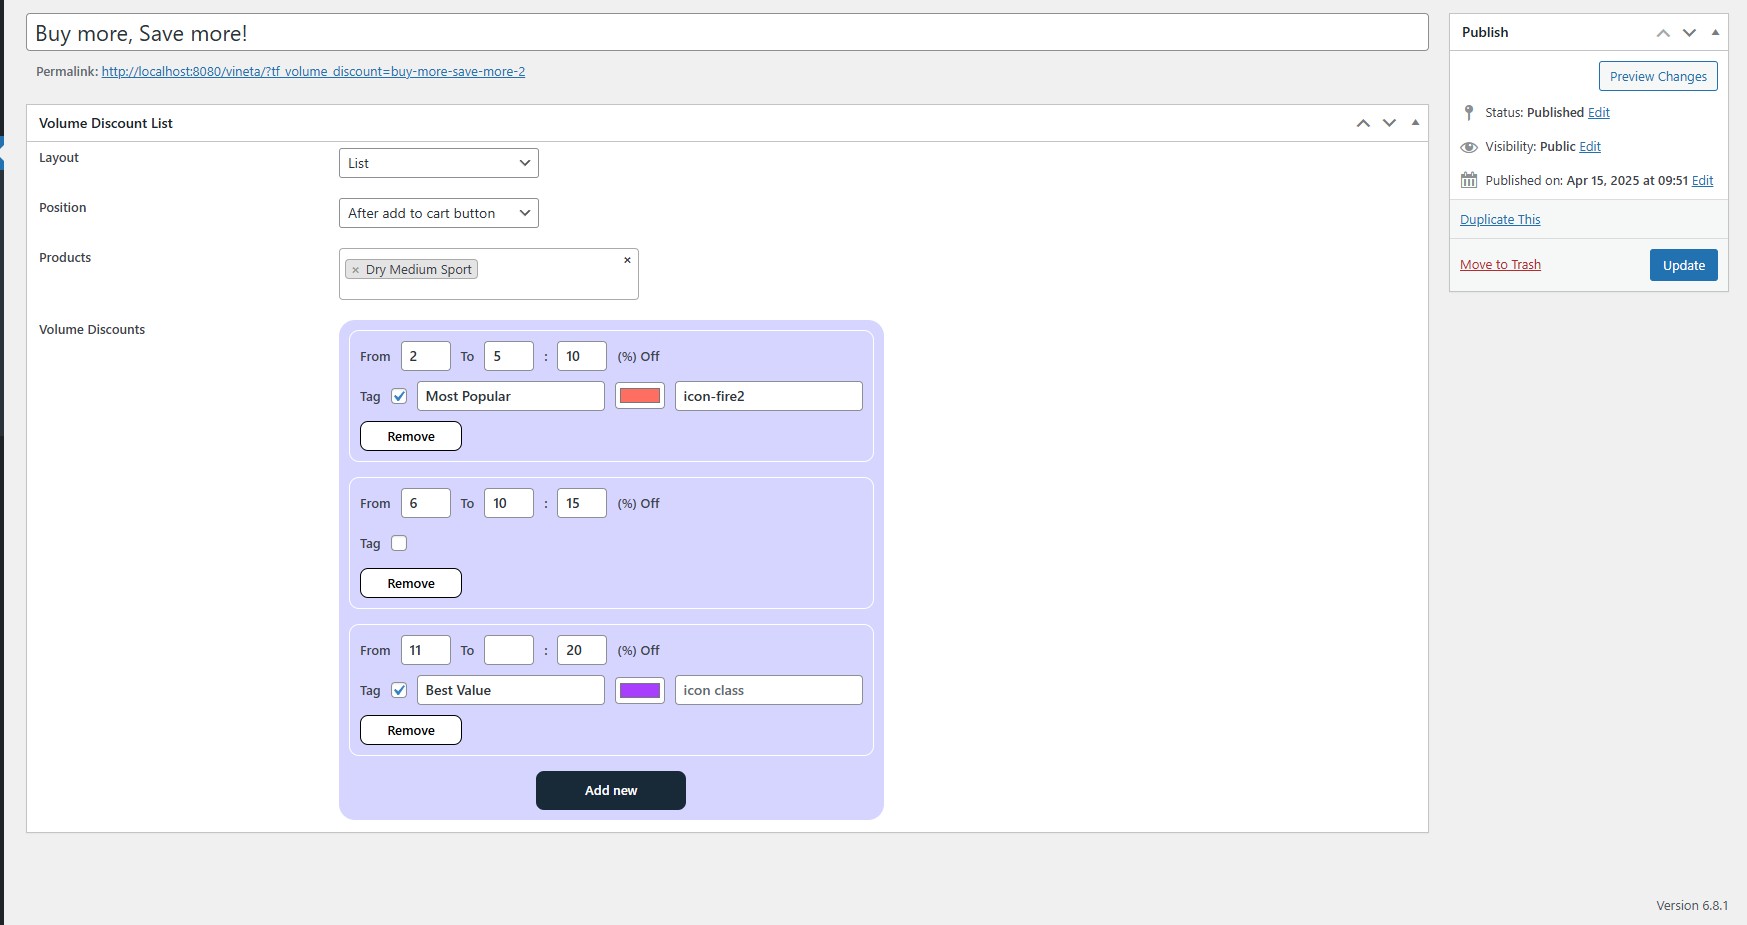 Buy more, Save more!
Permalink: http://localhost:8080/vineta/?tf_volume_discount=buy-more-save-more-2
Volume Discount List
Layout
List
Position
After add to cart button
Products
× Dry Medium Sport
×
Volume Discounts
From 2 To 5 : 10 (%) Off
Tag Most Popular icon-fire2
Remove
From 6 To 10 : 15 (%) Off
Tag
Remove
From 11 To : 20 (%) Off
Tag Best Value icon class
Remove
Add new
Publish
Preview Changes
Status: Published Edit
Visibility: Public Edit
Published on: Apr 15, 2025 at 09:51 Edit
Duplicate This
Move to Trash
Update
Version 6.8.1